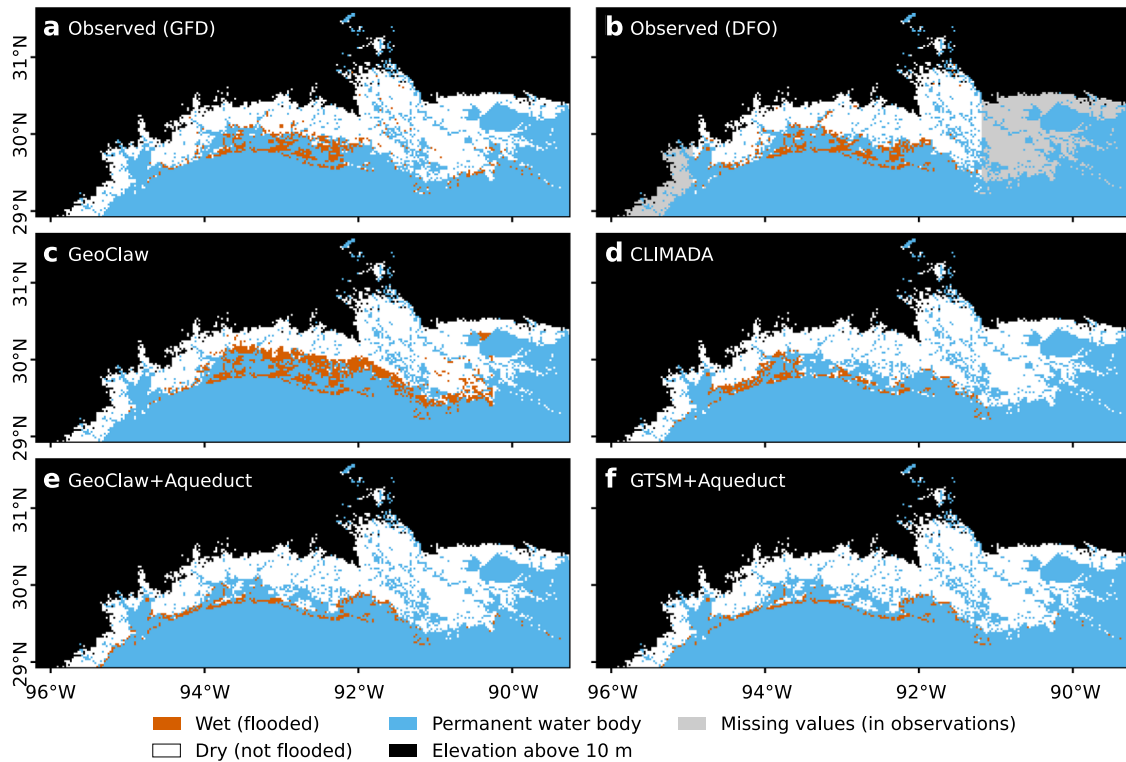 a Observed (GFD)
b Observed (DFO)
31°N
30°N
29°N
c GeoClaw
d CLIMADA
31°N
30°N
29°N
e GeoClaw+Aqueduct
f GTSM+Aqueduct
31°N
30°N
29°N
96°W 94°W 92°W 90°W 96°W 94°W 92°W 90°W
Wet (flooded) Permanent water body Missing values (in observations)
Dry (not flooded) Elevation above 10 m